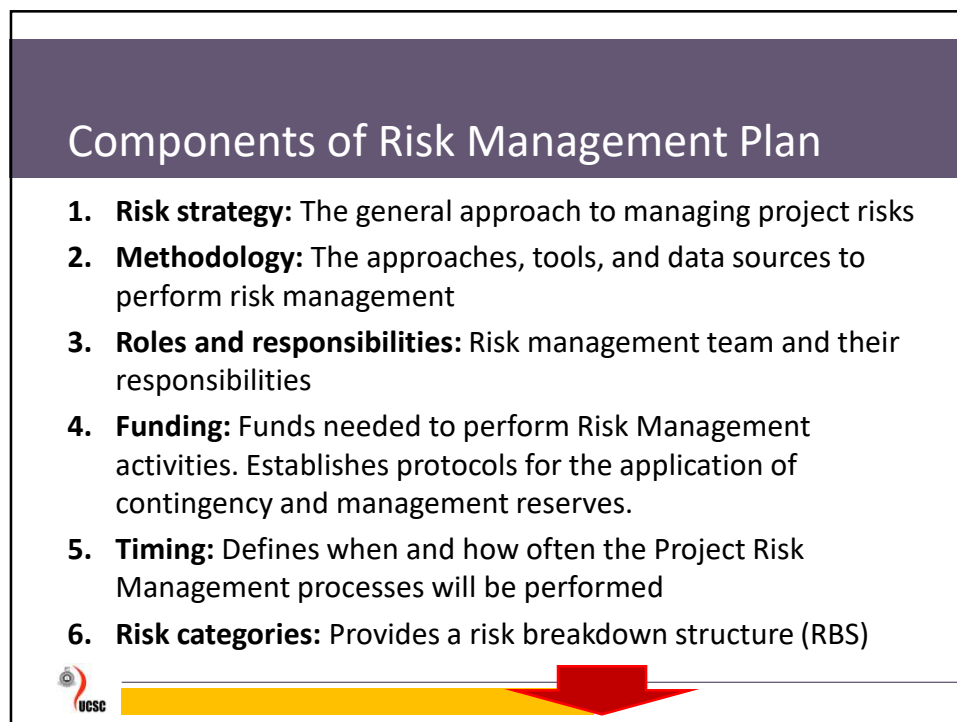 Components of Risk Management Plan
1. Risk strategy: The general approach to managing project risks
2. Methodology: The approaches, tools, and data sources to
perform risk management
3. Roles and responsibilities: Risk management team and their
responsibilities
4. Funding: Funds needed to perform Risk Management
activities. Establishes protocols for the application of
contingency and management reserves.
5. Timing: Defines when and how often the Project Risk
Management processes will be performed
6. Risk categories: Provides a risk breakdown structure (RBS)
UCSC